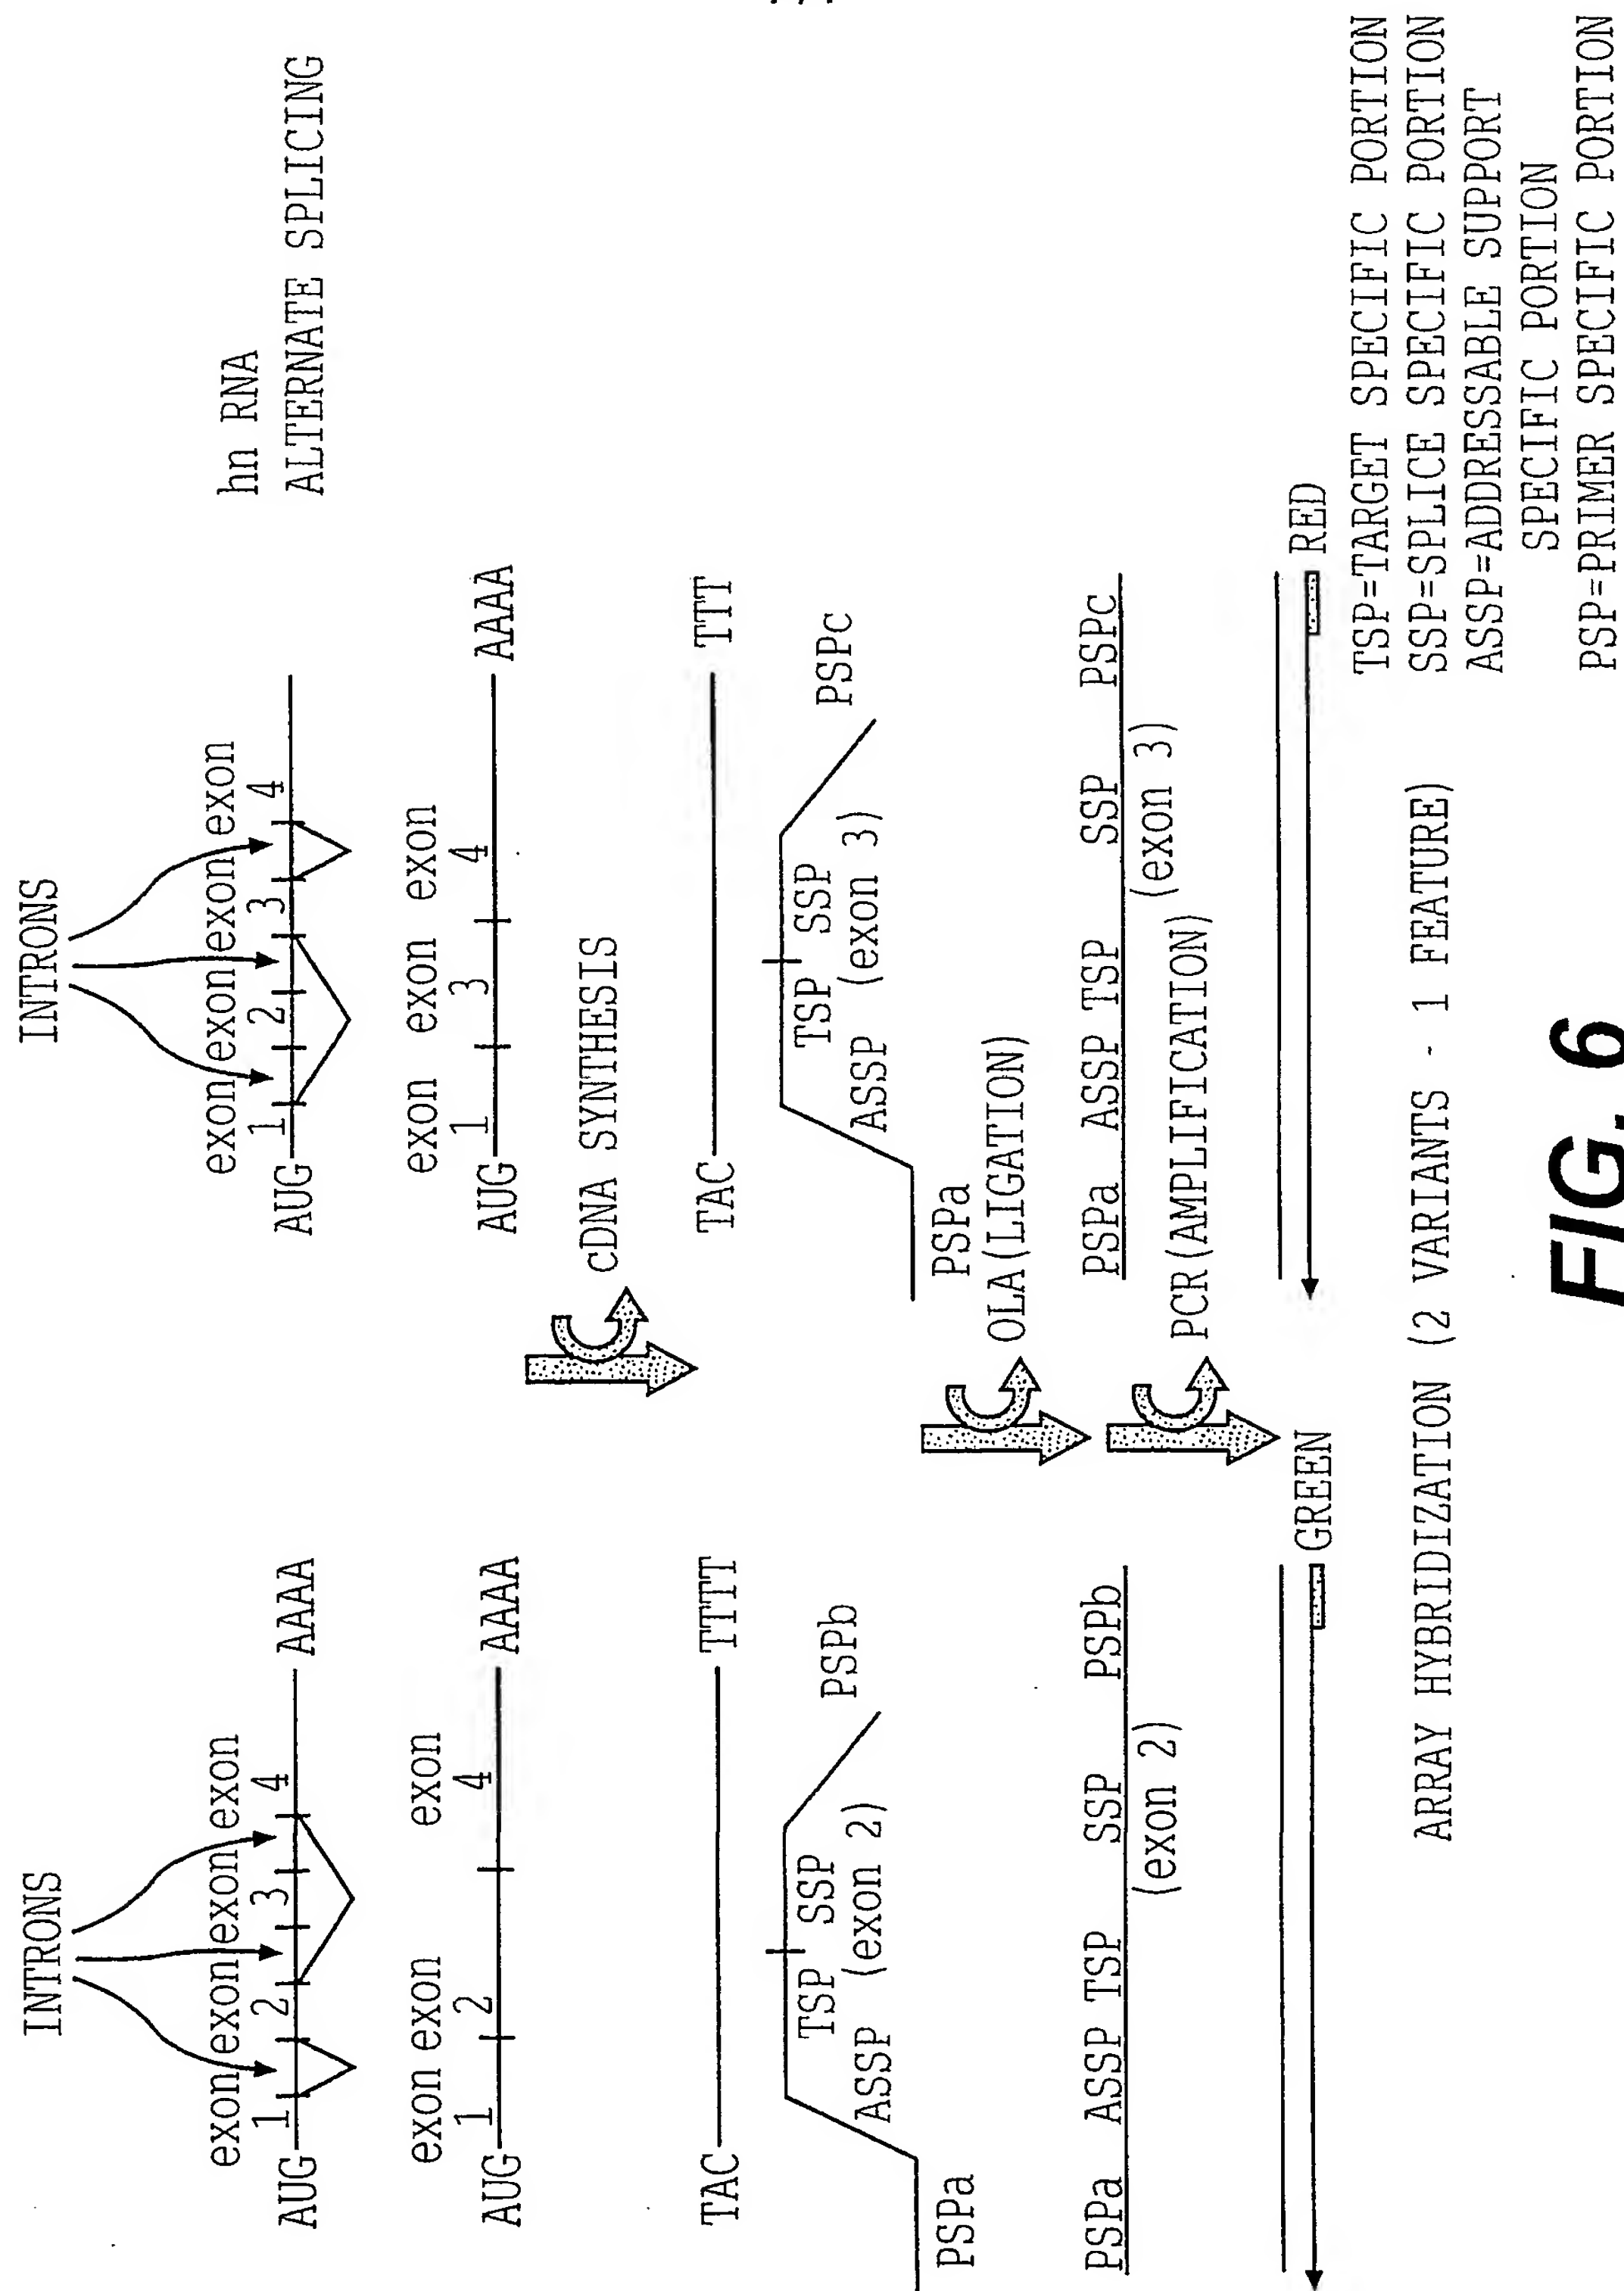 INTRONS
INTRONS
hn RNA
ALTERNATE SPLICING
exon exon exon exon
1 2 3 4
AUG AAAA
exon exon exon exon
1 2 3 4
AUG
exon exon exon
1 2 4
AUG AAAA
exon exon exon
1 3 4
AUG AAAA
cDNA SYNTHESIS
TAC TTTT
TAC TTT
TSP SSP
ASSP (exon 2)
PSPa
PSPb
TSP SSP
ASSP (exon 3)
PSPa
PSPc
OLA(LIGATION)
PSPa ASSP TSP SSP PSPb
(exon 2)
PSPa ASSP TSP SSP PSPc
(exon 3)
PCR(AMPLIFICATION)
GREEN
RED
ARRAY HYBRIDIZATION (2 VARIANTS - 1 FEATURE)
TSP=TARGET SPECIFIC PORTION
SSP=SPLICE SPECIFIC PORTION
ASSP=ADDRESSABLE SUPPORT
SPECIFIC PORTION
PSP=PRIMER SPECIFIC PORTION
FIG. 6